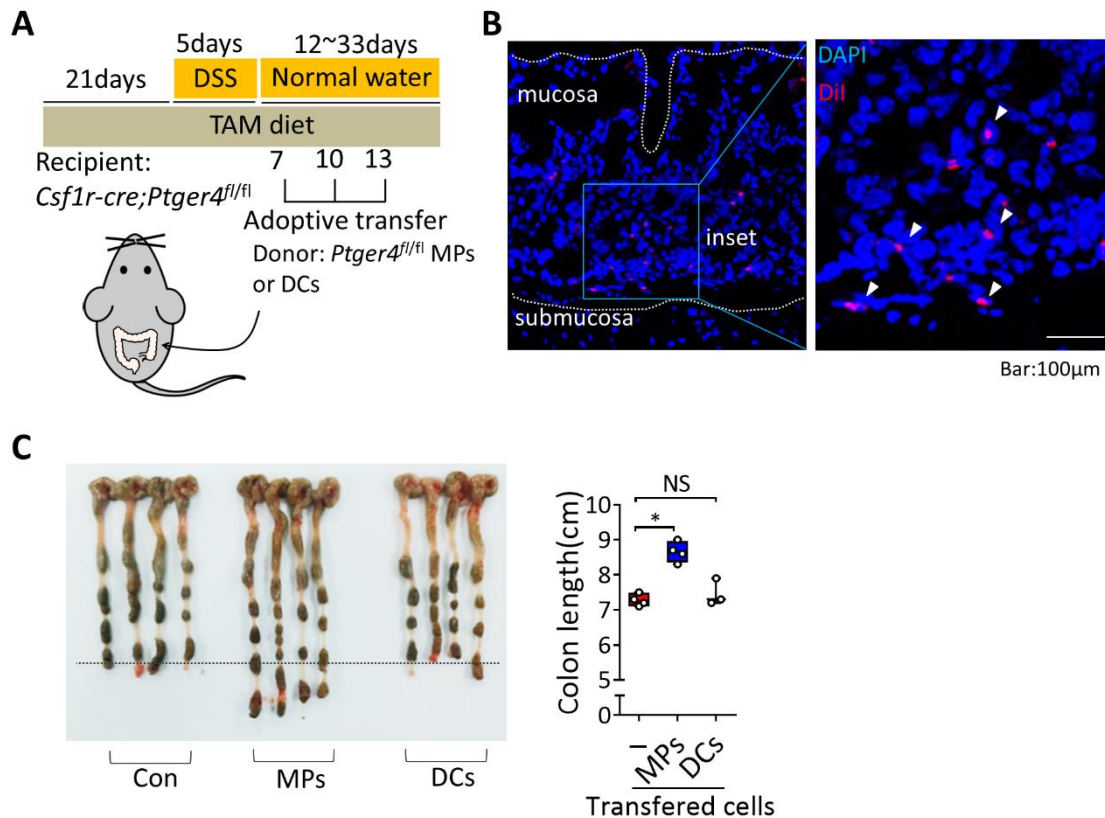 A
5days
12~33days
21days
DSS
Normal water
TAM diet
Recipient:
Csf1r-cre;Ptger4fl/fl
7 10 13
Adoptive transfer
Donor: Ptger4fl/fl MPs
or DCs
B
mucosa
inset
submucosa
DAPI
DiI
Bar:100μm
C
Con
MPs
DCs
NS
*
Colon length(cm)
10
9
8
7
6
5
0
–
MPs
DCs
Transfered cells